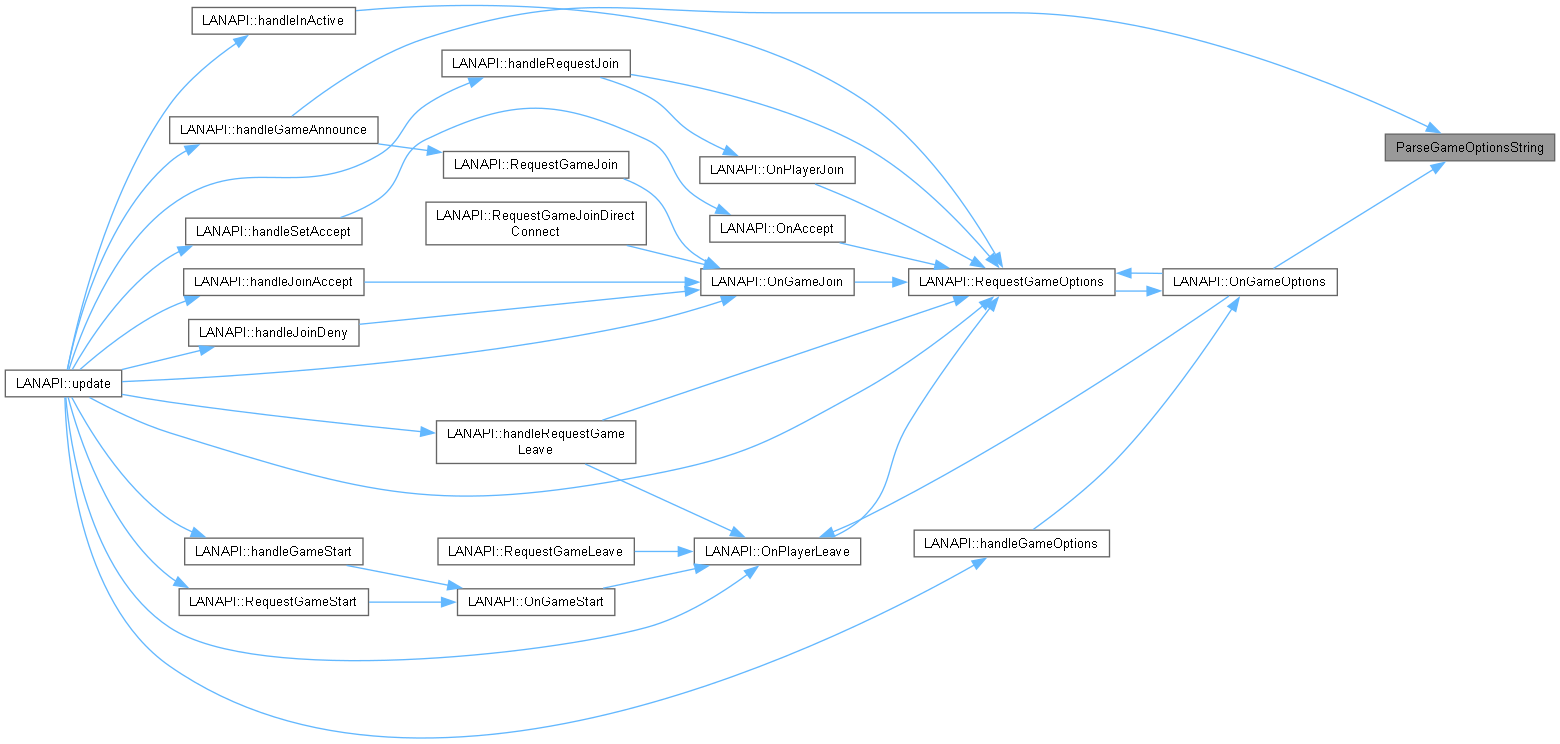 LANAPI::handleInActive
LANAPI::handleRequestJoin
LANAPI::handleGameAnnounce
ParseGameOptionsString
LANAPI::RequestGameJoin
LANAPI::OnPlayerJoin
LANAPI::RequestGameJoinDirect
Connect
LANAPI::handleSetAccept
LANAPI::OnAccept
LANAPI::handleJoinAccept
LANAPI::OnGameJoin
LANAPI::RequestGameOptions
LANAPI::OnGameOptions
LANAPI::handleJoinDeny
LANAPI::update
LANAPI::handleRequestGame
Leave
LANAPI::handleGameStart
LANAPI::RequestGameLeave
LANAPI::OnPlayerLeave
LANAPI::handleGameOptions
LANAPI::RequestGameStart
LANAPI::OnGameStart